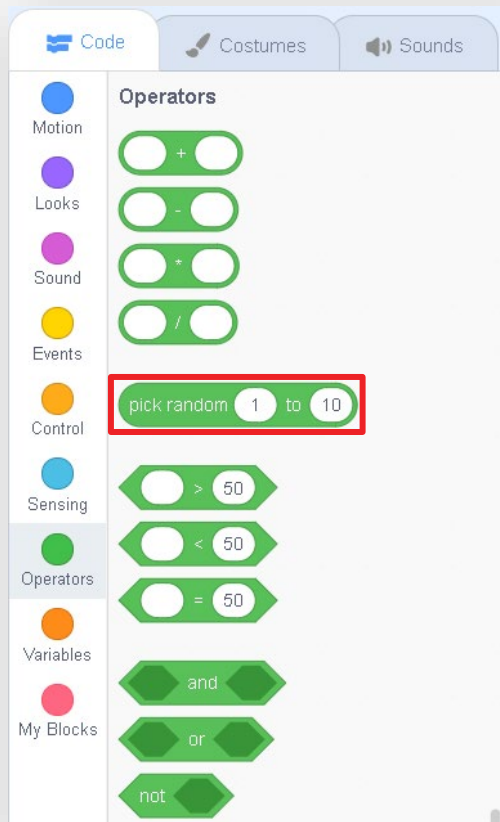 Code
Costumes
Sounds
Motion
Looks
Sound
Events
Control
Sensing
Operators
Variables
My Blocks
Operators
+
-
*
/
pick random 1 to 10
> 50
< 50
= 50
and
or
not